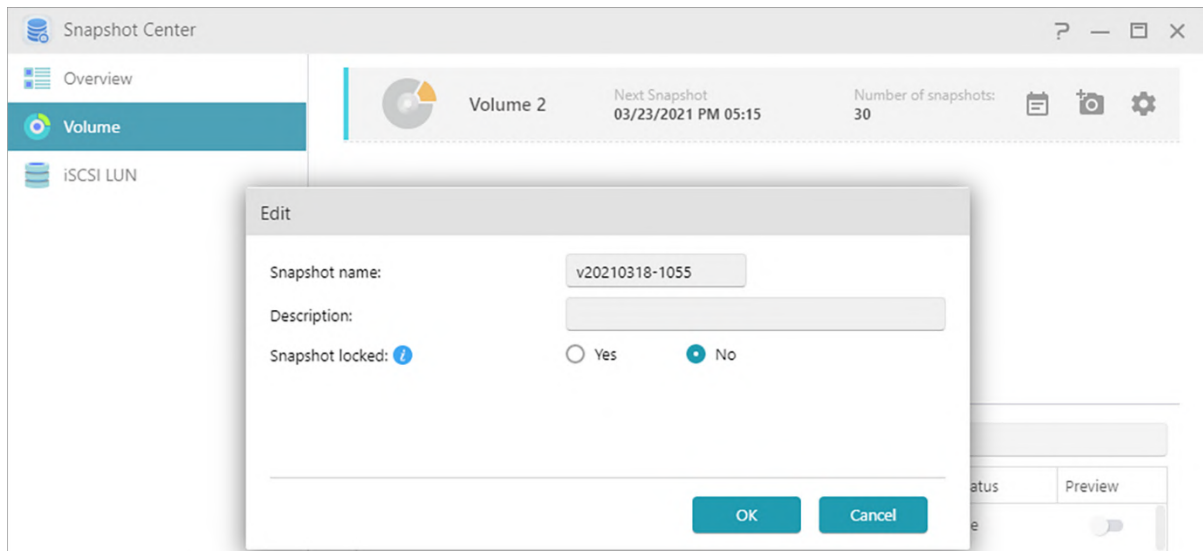 Snapshot Center
Overview
Volume
iSCSI LUN
Volume 2
Next Snapshot
03/23/2021 PM 05:15
Number of snapshots:
30
Edit
Snapshot name:
v20210318-1055
Description:
Snapshot locked:
Yes
No
OK
Cancel
atus
Preview
e